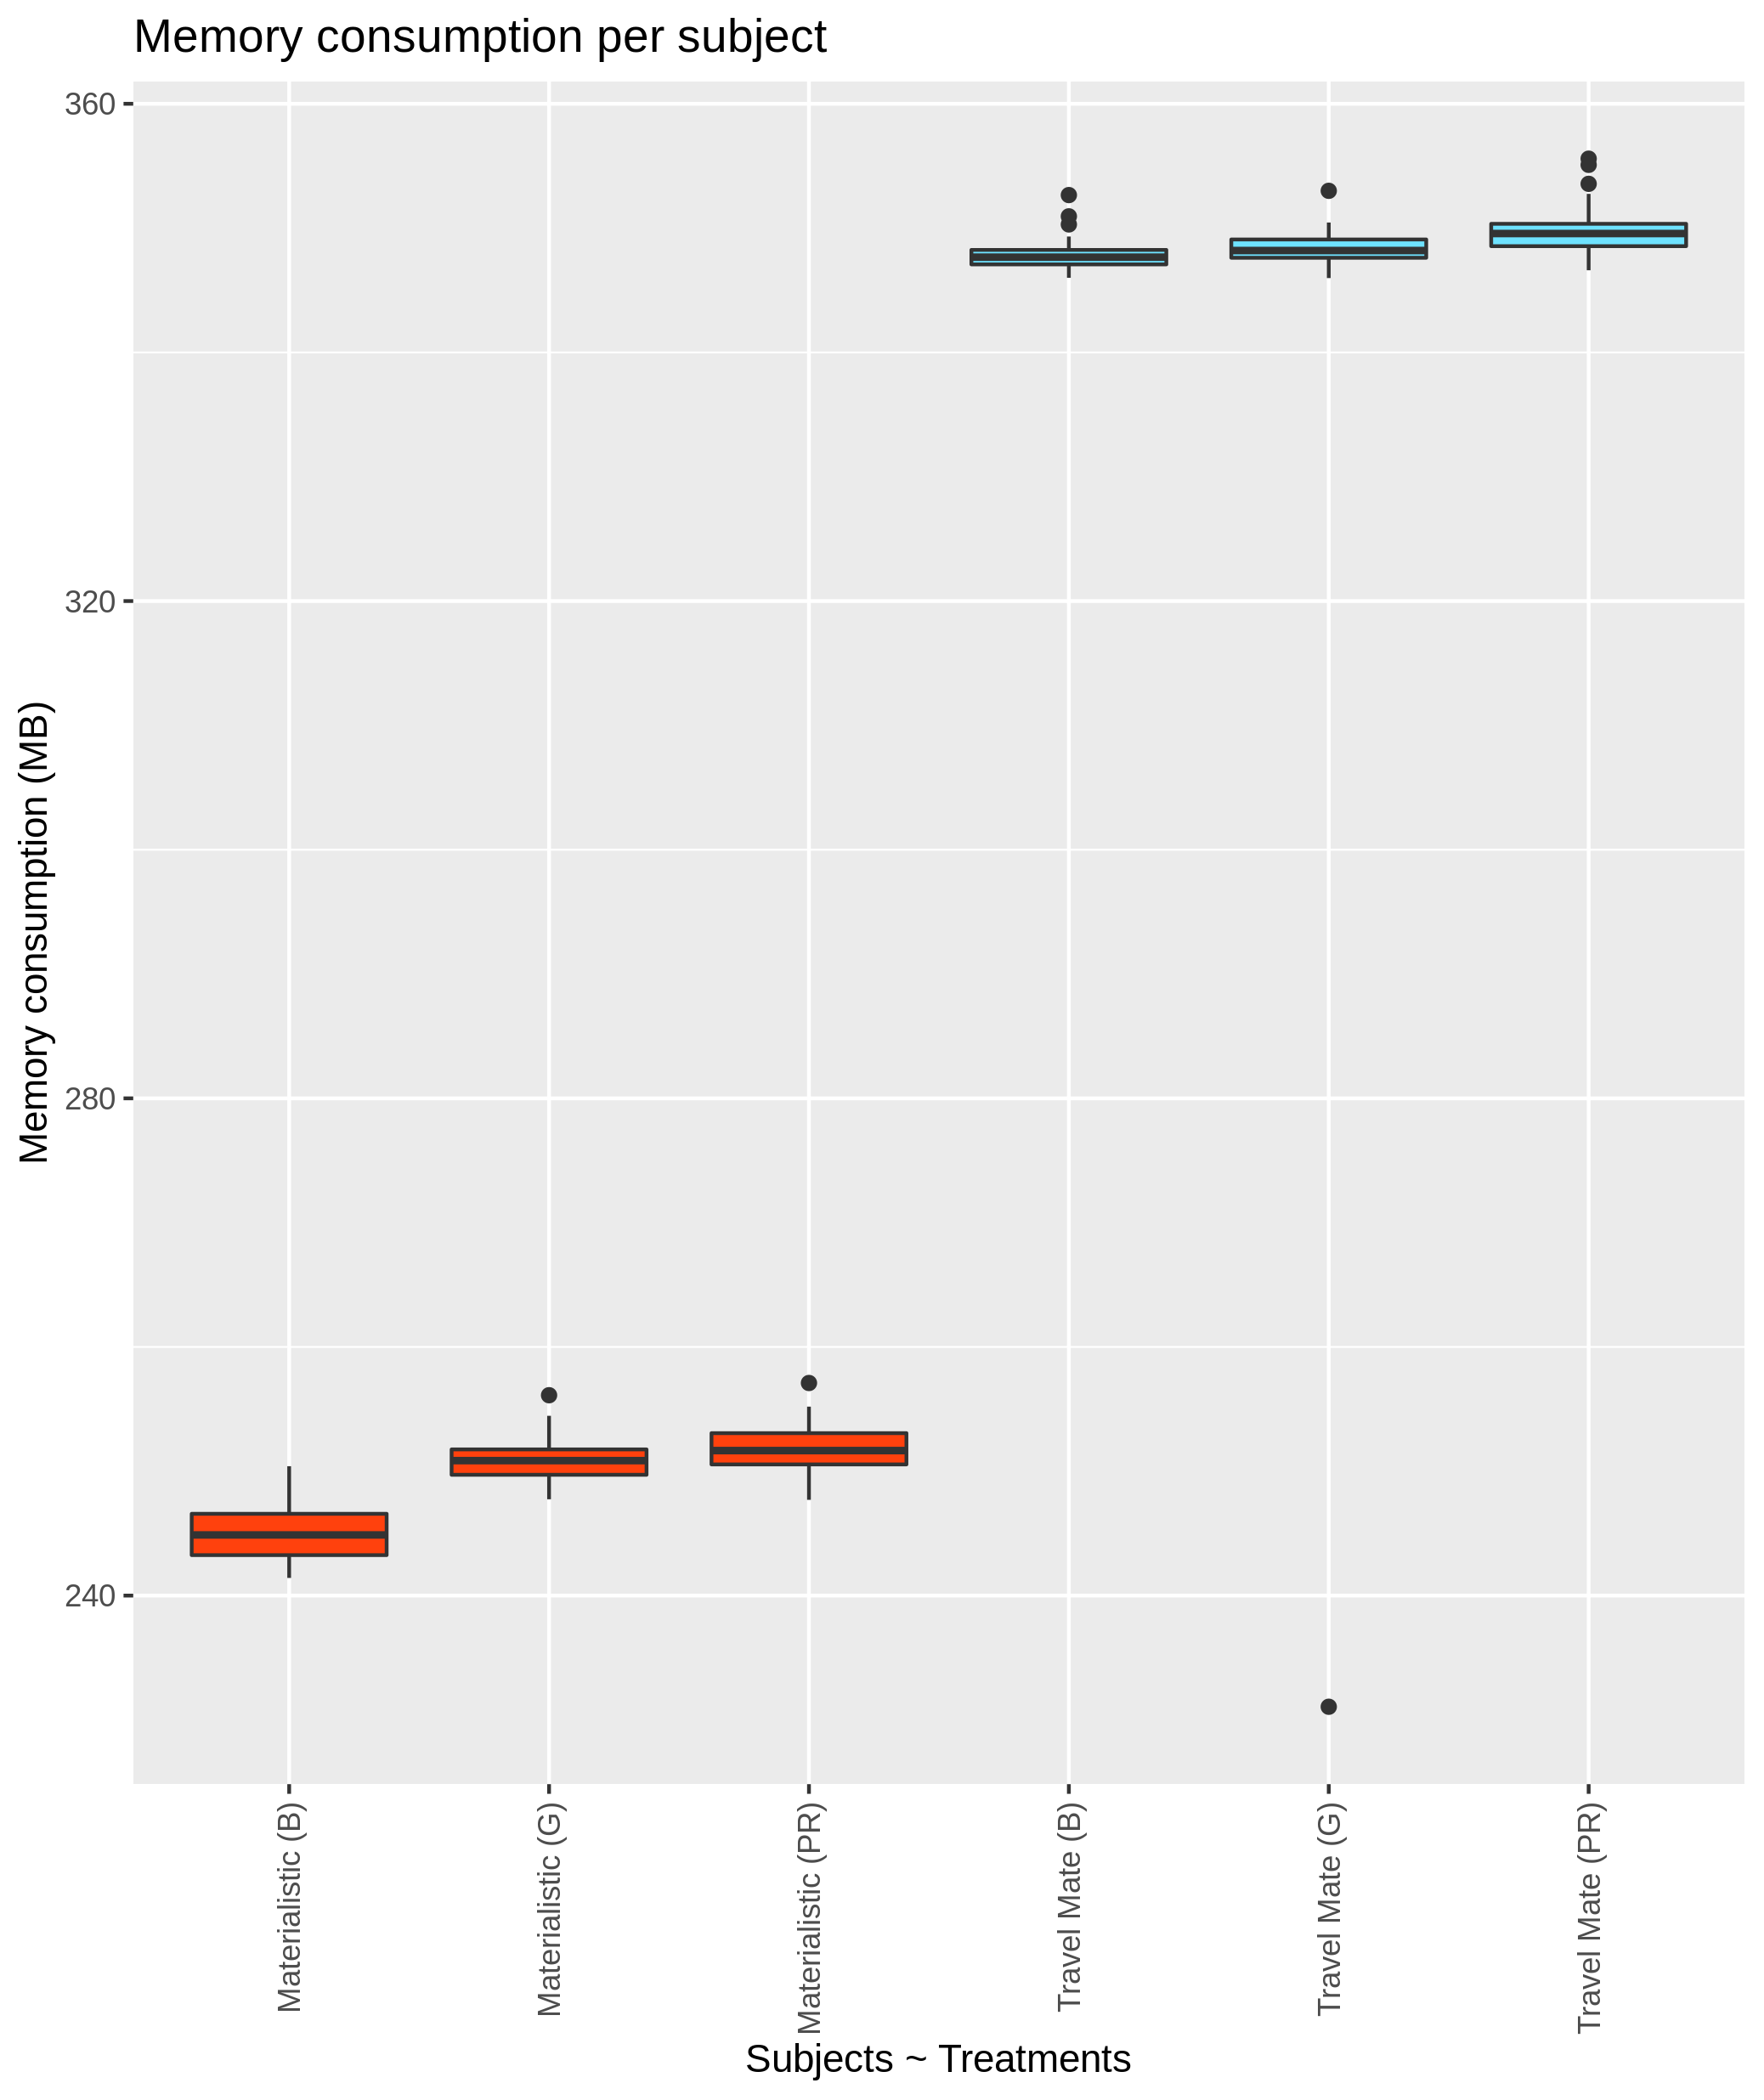 Memory consumption per subject
Memory consumption (MB)
360
320
280
240
Materialistic (B)
Materialistic (G)
Materialistic (PR)
Travel Mate (B)
Travel Mate (G)
Travel Mate (PR)
Subjects ~ Treatments